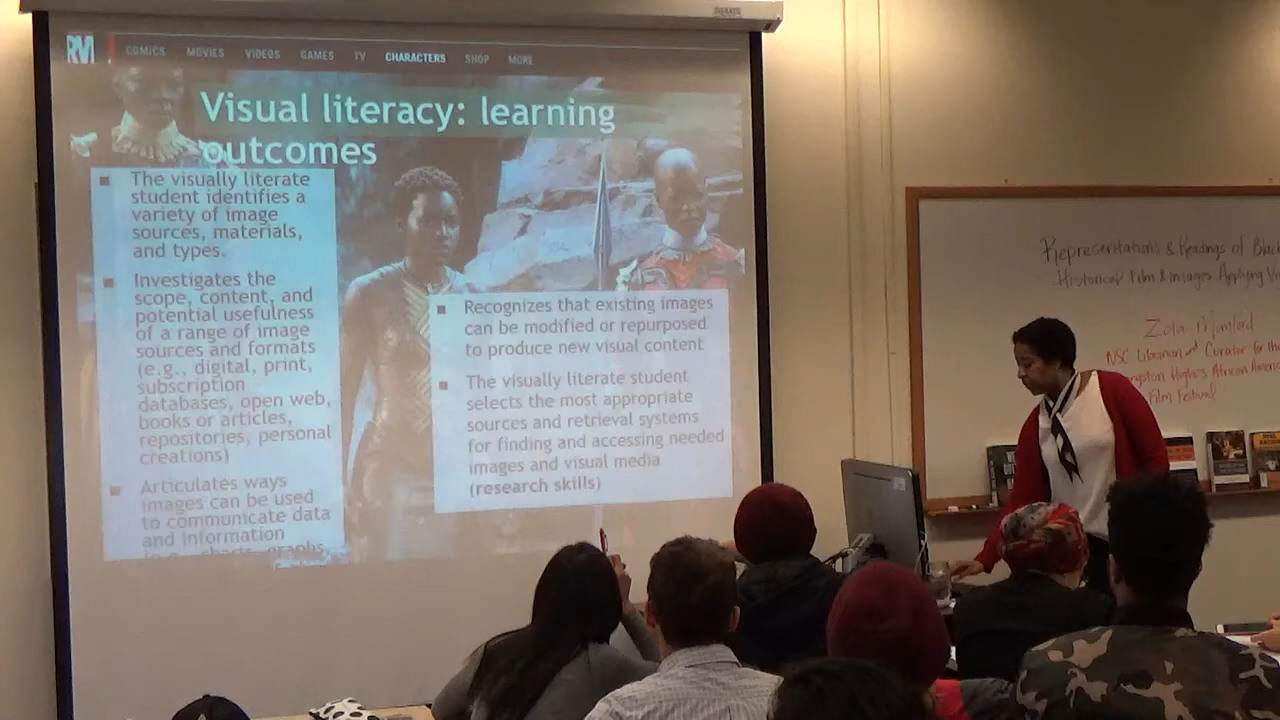 COMICS MOVIES VIDEOS GAMES TV CHARACTERS SHOP MORE
Visual literacy: learning
outcomes
The visually literate
student identifies a
variety of image
sources, materials,
and types.
Investigates the
scope, content, and
potential usefulness
of a range of image
sources and formats
(e.g., digital, print,
subscription
databases, open web,
books or articles,
repositories, personal
creations)
Articulates ways
images can be used
to communicate data
and information
charts, graphs,
Recognizes that existing images
can be modified or repurposed
to produce new visual content
The visually literate student
selects the most appropriate
sources and retrieval systems
for finding and accessing needed
images and visual media
(research skills)
Representations & Readings of Black
Historical Film & Images Applying
Zola Mumford
NSC Librarian and Curator for the
Hughes African
Film Festival